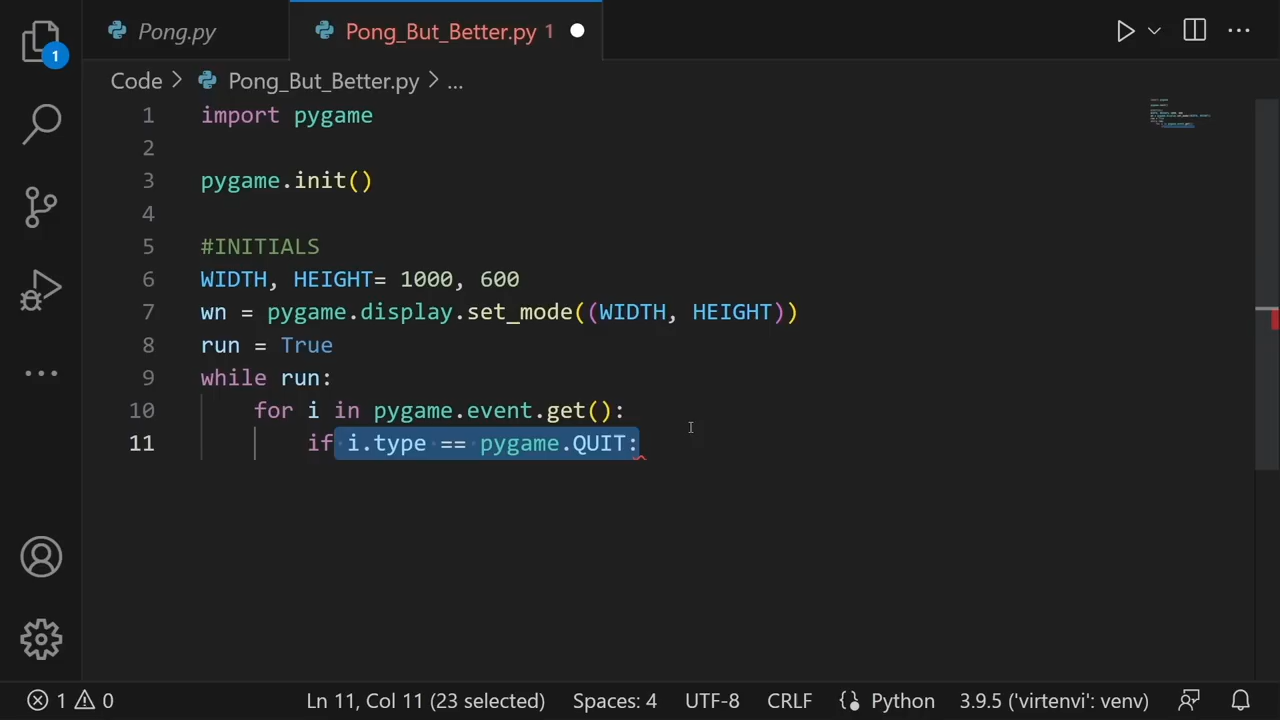 Pong.py Pong_But_Better.py 1
1
Code > Pong_But_Better.py > ...
1 import pygame
2
3 pygame.init()
4
5 #INITIALS
6 WIDTH, HEIGHT= 1000, 600
7 wn = pygame.display.set_mode((WIDTH, HEIGHT))
8 run = True
9 while run:
10 for i in pygame.event.get():
11 if i.type == pygame.QUIT:
1 0 Ln 11, Col 11 (23 selected) Spaces: 4 UTF-8 CRLF Python 3.9.5 ('virtenvi': venv)